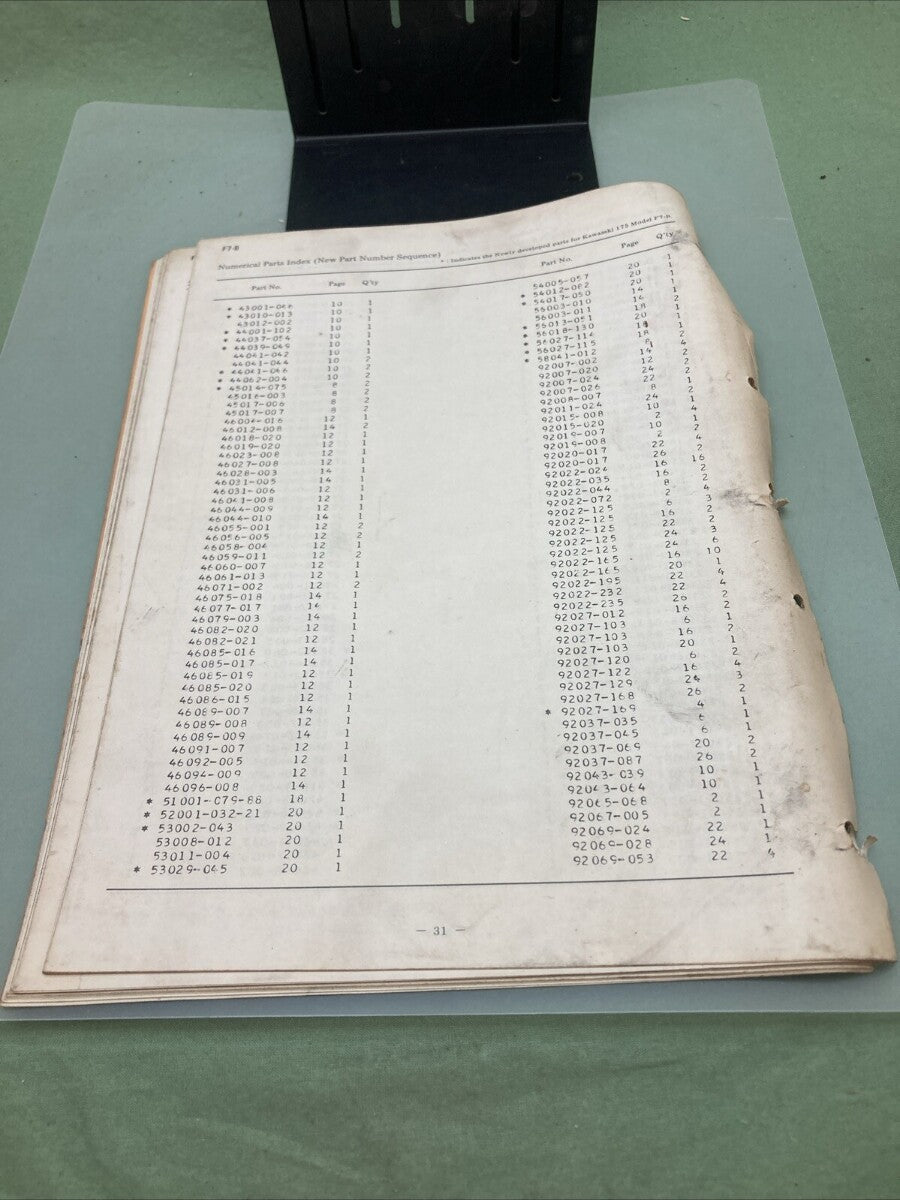 F7-B
Numerical Parts Index (New Part Number Sequence)
* : Indicates the Newly developed parts for Kawasaki 175 Model F7-B.
Part No. Page Q'ty
* 43001-068 10 1
* 43010-013 10 1
43012-002 10 1
* 44001-102 10 1
* 44037-054 10 1
* 44039-049 10 1
44041-042 10 1
44041-044 10 2
* 44041-046 10 2
* 44062-004 10 2
* 45014-075 8 2
45016-003 8 2
45017-006 8 2
45017-007 8 2
46004-016 12 1
46012-008 14 2
46018-020 12 1
46019-020 12 1
46023-008 12 1
46027-008 12 1
46028-003 14 1
46031-005 14 1
46031-006 12 1
46041-008 12 1
46044-009 12 1
46044-010 14 1
46055-001 12 2
46056-005 12 2
46058-004 12 1
46059-011 12 2
46060-007 12 1
46061-013 12 1
46071-002 12 2
46075-018 14 1
46077-017 14 1
46079-003 14 1
46082-020 12 1
46082-021 12 1
46085-016 14 1
46085-017 14 1
46085-019 12 1
46085-020 12 1
46086-015 12 1
46089-007 14 1
46089-008 12 1
46089-009 14 1
46091-007 12 1
46092-005 12 1
46094-009 12 1
46096-008 14 1
* 51001-079-88 18 1
* 52001-032-21 20 1
* 53002-043 20 1
53008-012 20 1
53011-004 20 1
* 53029-045 20 1
Part No. Page Q'ty
54005-057 20 1
* 54012-082 20 1
* 54017-050 20 1
56003-010 14 1
56003-011 14 2
* 56013-051 18 1
* 56018-130 20 1
* 56027-114 18 1
* 56027-115 18 2
* 58041-012 8 4
92007-002 14 2
92007-020 12 2
92007-024 24 2
92007-026 22 1
92008-007 8 2
92011-024 24 1
92015-008 10 4
92015-020 2 1
92019-007 10 2
92019-008 2 4
92020-017 22 2
92020-017 26 16
92022-024 16 2
92022-035 16 2
92022-044 8 4
92022-072 2 3
92022-125 6 2
92022-125 16 3
92022-125 22 6
92022-125 24 10
92022-165 24 1
92022-165 16 4
92022-195 20 4
92022-232 22 2
92022-235 22 2
92027-012 26 1
92027-103 16 2
92027-103 6 1
92027-103 16 2
92027-120 20 4
92027-122 6 3
92027-129 16
92027-168 24 2
* 92027-169 26 1
92037-035 4 1
92037-045 6 1
92037-069 6 2
92037-087 20 2
92043-039 26 1
92043-064 10 1
92065-068 10 1
92067-005 2 1
92069-024 22 1
92069-028 24 1
92069-053 22 4
— 31 —